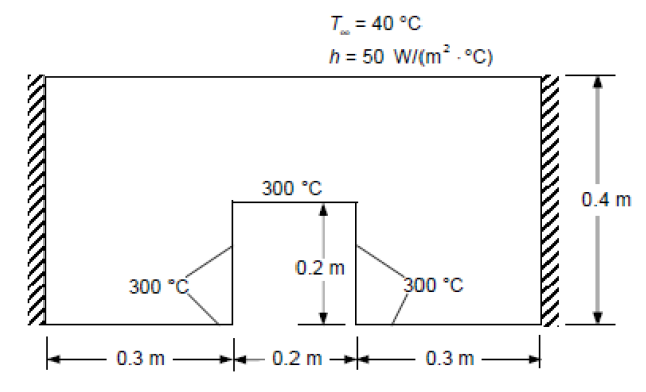 T∞ = 40 °C
h = 50 W/(m² · °C)
300 °C
0.4 m
0.2 m
300 °C
300 °C
0.3 m
0.2 m
0.3 m